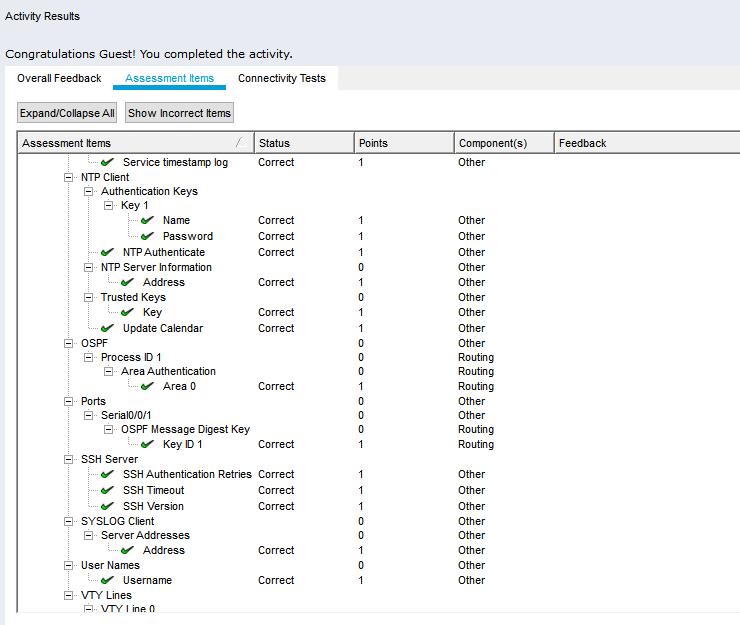 Activity Results
Congratulations Guest! You completed the activity.
Overall Feedback Assessment Items Connectivity Tests
Expand/Collapse All Show Incorrect Items
Assessment Items Status Points Component(s) Feedback
Service timestamp log Correct 1 Other
NTP Client
Authentication Keys
Key 1
Name Correct 1 Other
Password Correct 1 Other
NTP Authenticate Correct 1 Other
NTP Server Information 0 Other
Address Correct 1 Other
Trusted Keys 0 Other
Key Correct 1 Other
Update Calendar Correct 1 Other
OSPF 0 Other
Process ID 1 0 Routing
Area Authentication 0 Routing
Area 0 Correct 1 Routing
Ports 0 Other
Serial0/0/1 0 Other
OSPF Message Digest Key 0 Routing
Key ID 1 Correct 1 Routing
SSH Server
SSH Authentication Retries Correct 1 Other
SSH Timeout Correct 1 Other
SSH Version Correct 1 Other
SYSLOG Client 0 Other
Server Addresses 0 Other
Address Correct 1 Other
User Names 0 Other
Username Correct 1 Other
VTY Lines
VTY Line 0